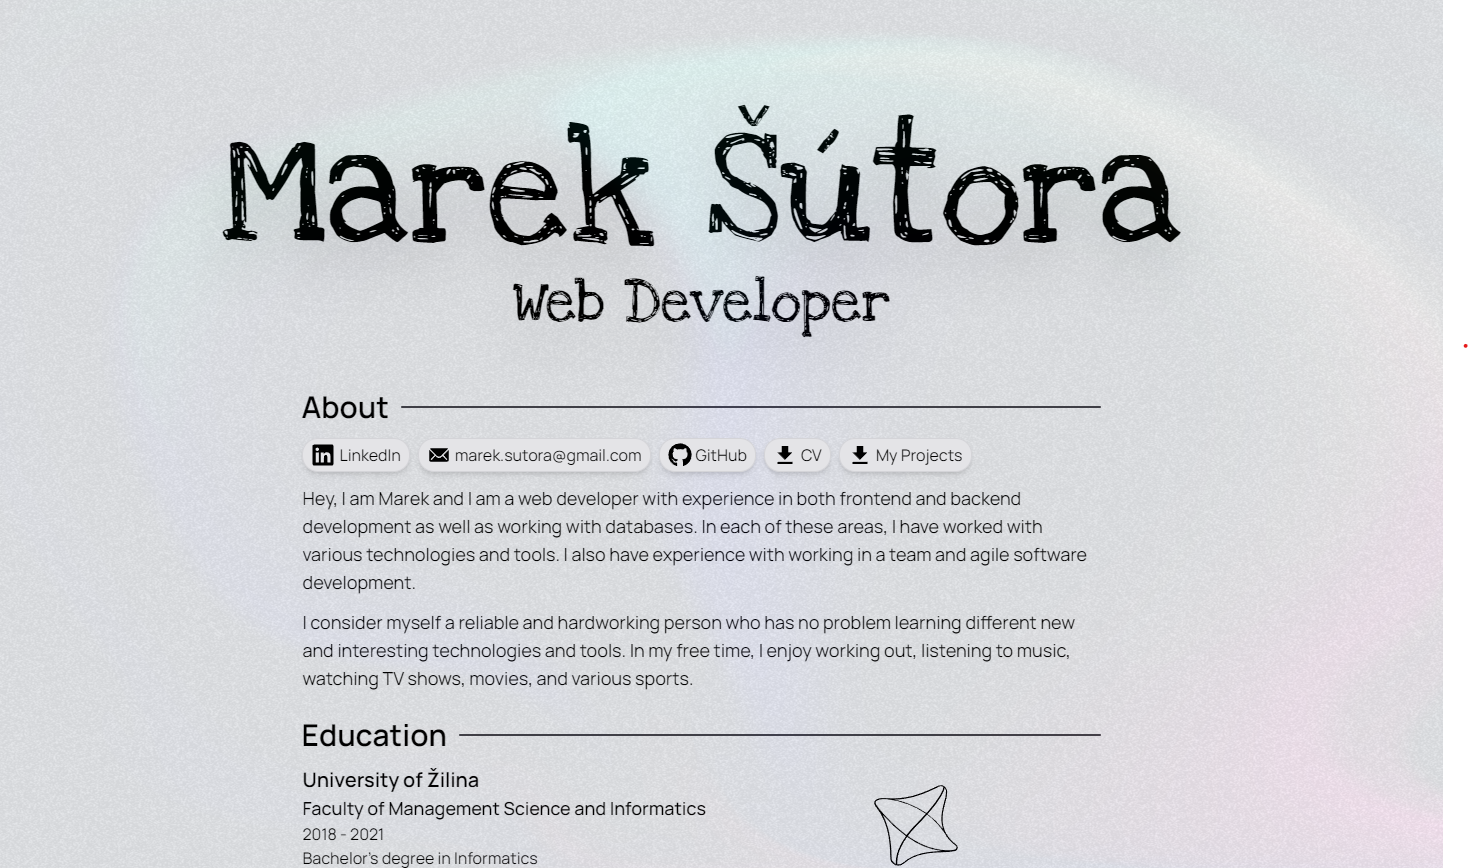 Marek Šútora
Web Developer
About
LinkedIn
marek.sutora@gmail.com
GitHub
CV
My Projects
Hey, I am Marek and I am a web developer with experience in both frontend and backend
development as well as working with databases. In each of these areas, I have worked with
various technologies and tools. I also have experience with working in a team and agile software
development.
I consider myself a reliable and hardworking person who has no problem learning different new
and interesting technologies and tools. In my free time, I enjoy working out, listening to music,
watching TV shows, movies, and various sports.
Education
University of Žilina
Faculty of Management Science and Informatics
2018 - 2021
Bachelor's degree in Informatics